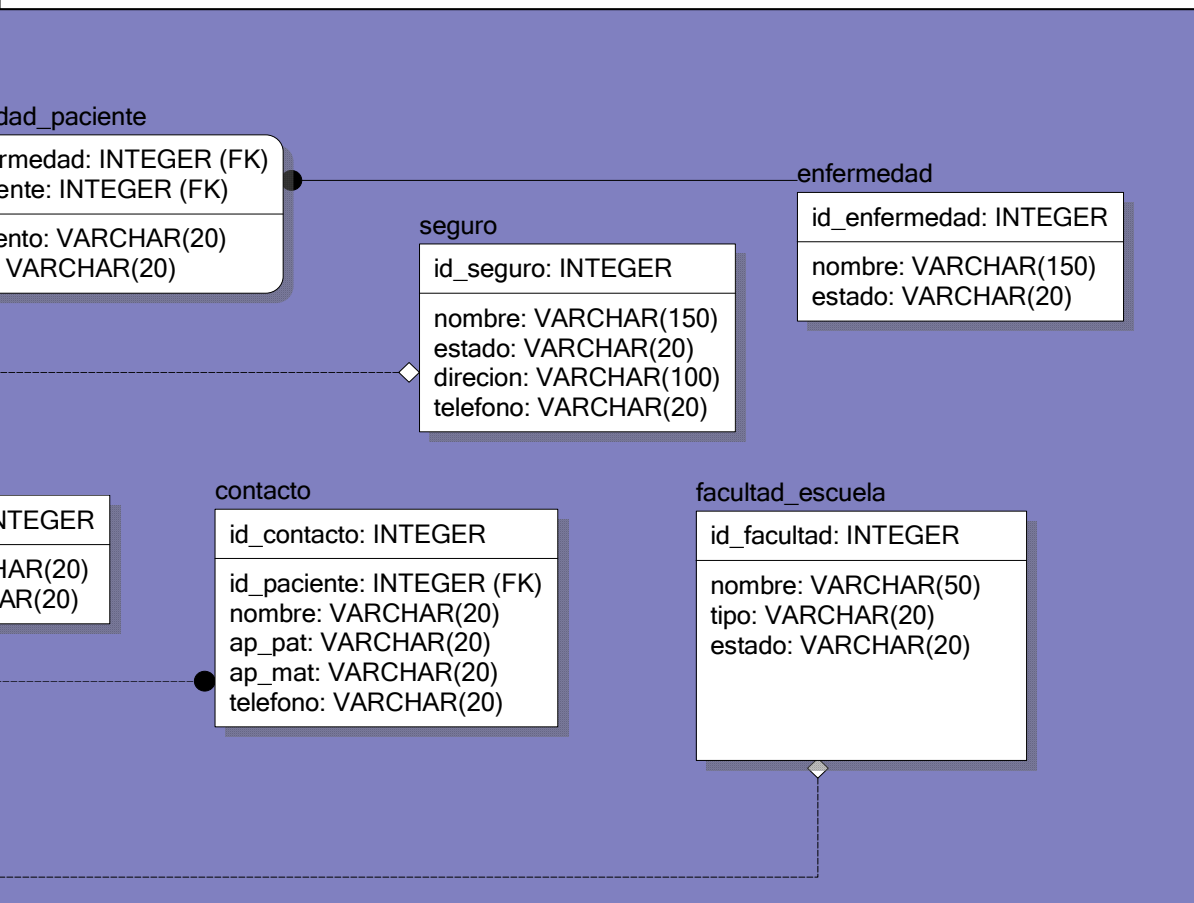 dad_paciente
rmedad: INTEGER (FK)
ente: INTEGER (FK)
ento: VARCHAR(20)
VARCHAR(20)
enfermedad
id_enfermedad: INTEGER
nombre: VARCHAR(150)
estado: VARCHAR(20)
seguro
id_seguro: INTEGER
nombre: VARCHAR(150)
estado: VARCHAR(20)
direcion: VARCHAR(100)
telefono: VARCHAR(20)
NTEGER
HAR(20)
AR(20)
contacto
id_contacto: INTEGER
id_paciente: INTEGER (FK)
nombre: VARCHAR(20)
ap_pat: VARCHAR(20)
ap_mat: VARCHAR(20)
telefono: VARCHAR(20)
facultad_escuela
id_facultad: INTEGER
nombre: VARCHAR(50)
tipo: VARCHAR(20)
estado: VARCHAR(20)